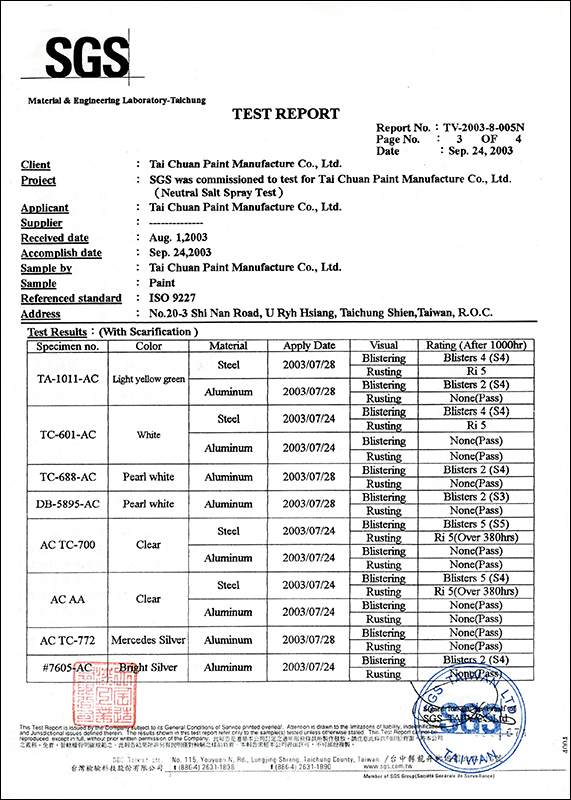 SGS
Material & Engineering Laboratory-Taichung
TEST REPORT
Report No. : TV-2003-8-005N
Page No. : 3 OF 4
Date : Sep. 24, 2003
Client : Tai Chuan Paint Manufacture Co., Ltd.
Project : SGS was commissioned to test for Tai Chuan Paint Manufacture Co., Ltd.
(Neutral Salt Spray Test)
Applicant : Tai Chuan Paint Manufacture Co., Ltd.
Supplier : --------------
Received date : Aug. 1,2003
Accomplish date : Sep. 24,2003
Sample by : Tai Chuan Paint Manufacture Co., Ltd.
Sample : Paint
Referenced standard : ISO 9227
Address : No.20-3 Shi Nan Road, U Ryh Hsiang, Taichung Shien,Taiwan, R.O.C.
Test Results : (With Scarification )
Specimen no. Color Material Apply Date Visual Rating (After 1000hr)
TA-1011-AC Light yellow green Steel 2003/07/28 Blistering Blisters 4 (S4)
Rusting Ri 5
Aluminum 2003/07/28 Blistering Blisters 2 (S4)
Rusting None(Pass)
TC-601-AC White Steel 2003/07/24 Blistering Blisters 4 (S4)
Rusting Ri 5
Aluminum 2003/07/24 Blistering None(Pass)
Rusting None(Pass)
TC-688-AC Pearl white Aluminum 2003/07/28 Blistering Blisters 2 (S4)
Rusting None(Pass)
DB-5895-AC Pearl white Aluminum 2003/07/28 Blistering Blisters 2 (S3)
Rusting None(Pass)
AC TC-700 Clear Steel 2003/07/24 Blistering Blisters 5 (S5)
Rusting Ri 5(Over 380hrs)
Aluminum 2003/07/24 Blistering None(Pass)
Rusting None(Pass)
AC AA Clear Steel 2003/07/24 Blistering Blisters 5 (S4)
Rusting Ri 5(Over 380hrs)
Aluminum 2003/07/24 Blistering None(Pass)
Rusting None(Pass)
AC TC-772 Mercedes Silver Aluminum 2003/07/28 Blistering None(Pass)
Rusting None(Pass)
#7605-AC Bright Silver Aluminum 2003/07/24 Blistering Blisters 2 (S4)
Rusting None(Pass)
SGS TAIWAN LTD
SGS
TAIWAN
This Test Report is issued by the Company subject to its General Conditions of Service printed overleaf. Attention is drawn to the limitations of liability,
and Jurisdictional issues defined therein. The results shown in this test report refer only to the sample(s) tested unless otherwise stated. This Test Report cannot be
reproduced except in full, without prior written permission of the Company.
SGS Taiwan Ltd. No. 115, Youyuan N, Rd., Longjing Shiang, Taichung County, Taiwan. /台中縣龍井
台灣檢驗科技股份有限公司 t (886-4) 2631-1838 f (886-4) 2631-1990 www.sgs.com.tw
Member of SGS Group (Société Générale de Surveillance)